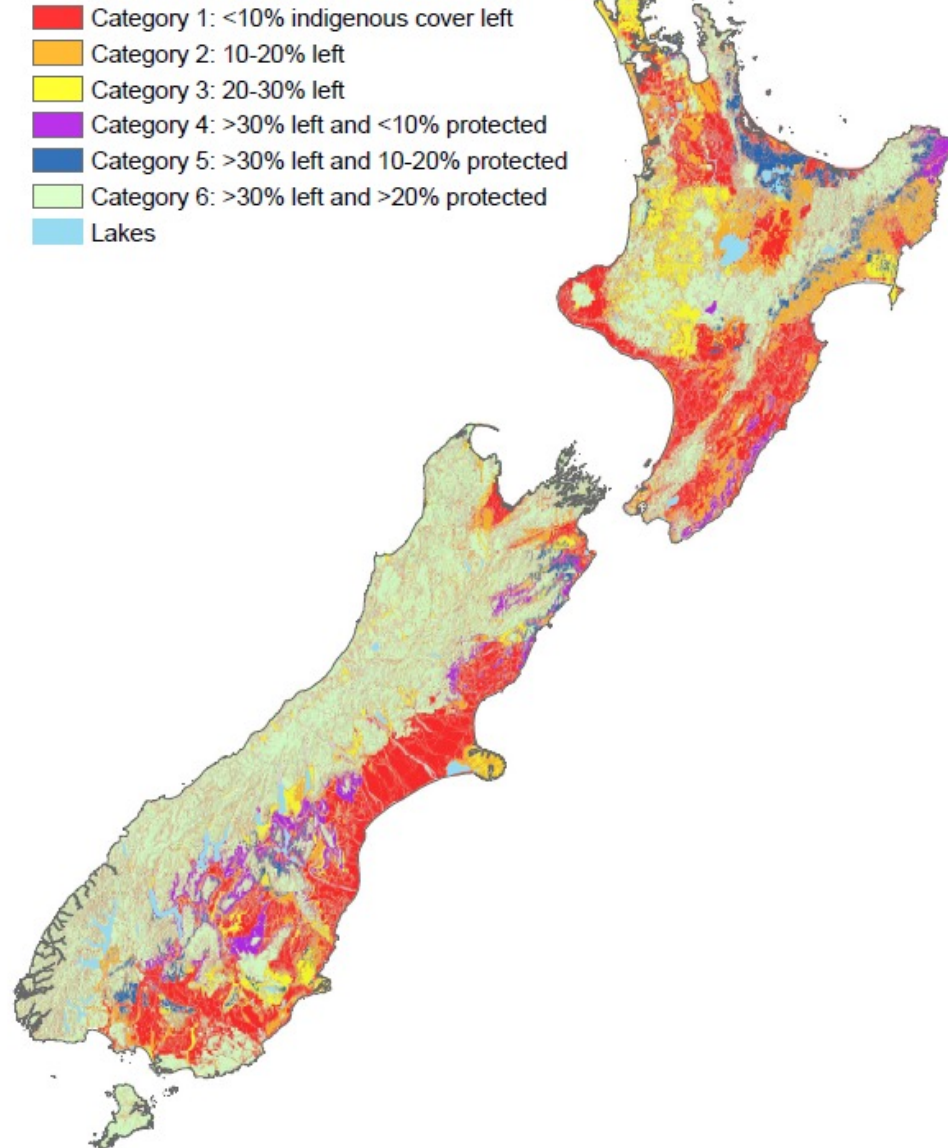 Category 1: <10% indigenous cover left
Category 2: 10-20% left
Category 3: 20-30% left
Category 4: >30% left and <10% protected
Category 5: >30% left and 10-20% protected
Category 6: >30% left and >20% protected
Lakes